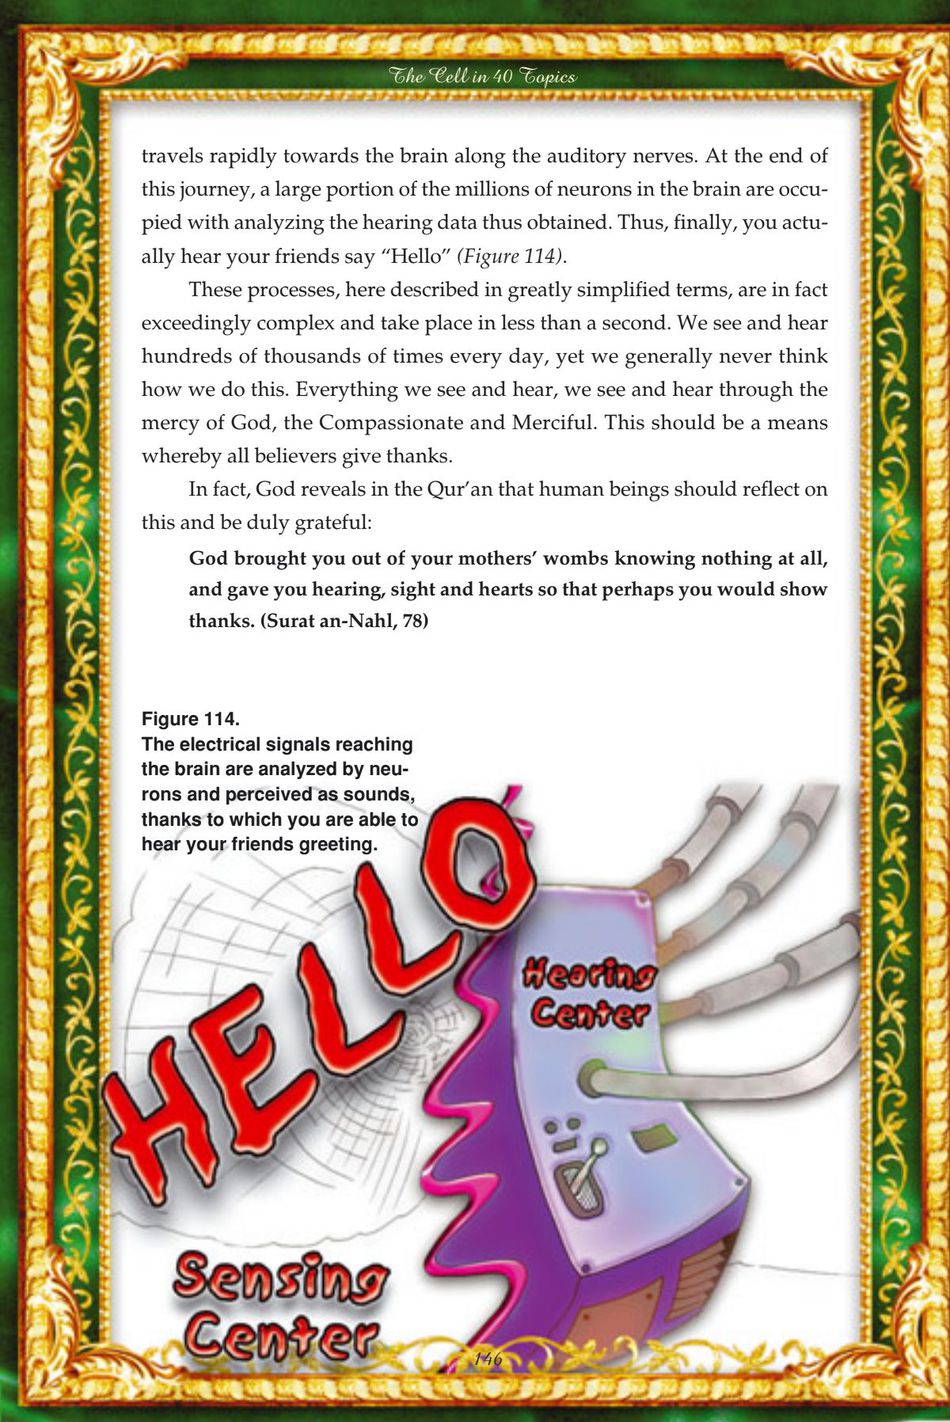 The Cell in 40 Topics
travels rapidly towards the brain along the auditory nerves. At the end of
this journey, a large portion of the millions of neurons in the brain are occu-
pied with analyzing the hearing data thus obtained. Thus, finally, you actu-
ally hear your friends say “Hello” (Figure 114).
These processes, here described in greatly simplified terms, are in fact
exceedingly complex and take place in less than a second. We see and hear
hundreds of thousands of times every day, yet we generally never think
how we do this. Everything we see and hear, we see and hear through the
mercy of God, the Compassionate and Merciful. This should be a means
whereby all believers give thanks.
In fact, God reveals in the Qur’an that human beings should reflect on
this and be duly grateful:
God brought you out of your mothers’ wombs knowing nothing at all,
and gave you hearing, sight and hearts so that perhaps you would show
thanks. (Surat an-Nahl, 78)
Figure 114.
The electrical signals reaching
the brain are analyzed by neu-
rons and perceived as sounds,
thanks to which you are able to
hear your friends greeting.
HELLO
Hearing
Center
Sensing
Center
146